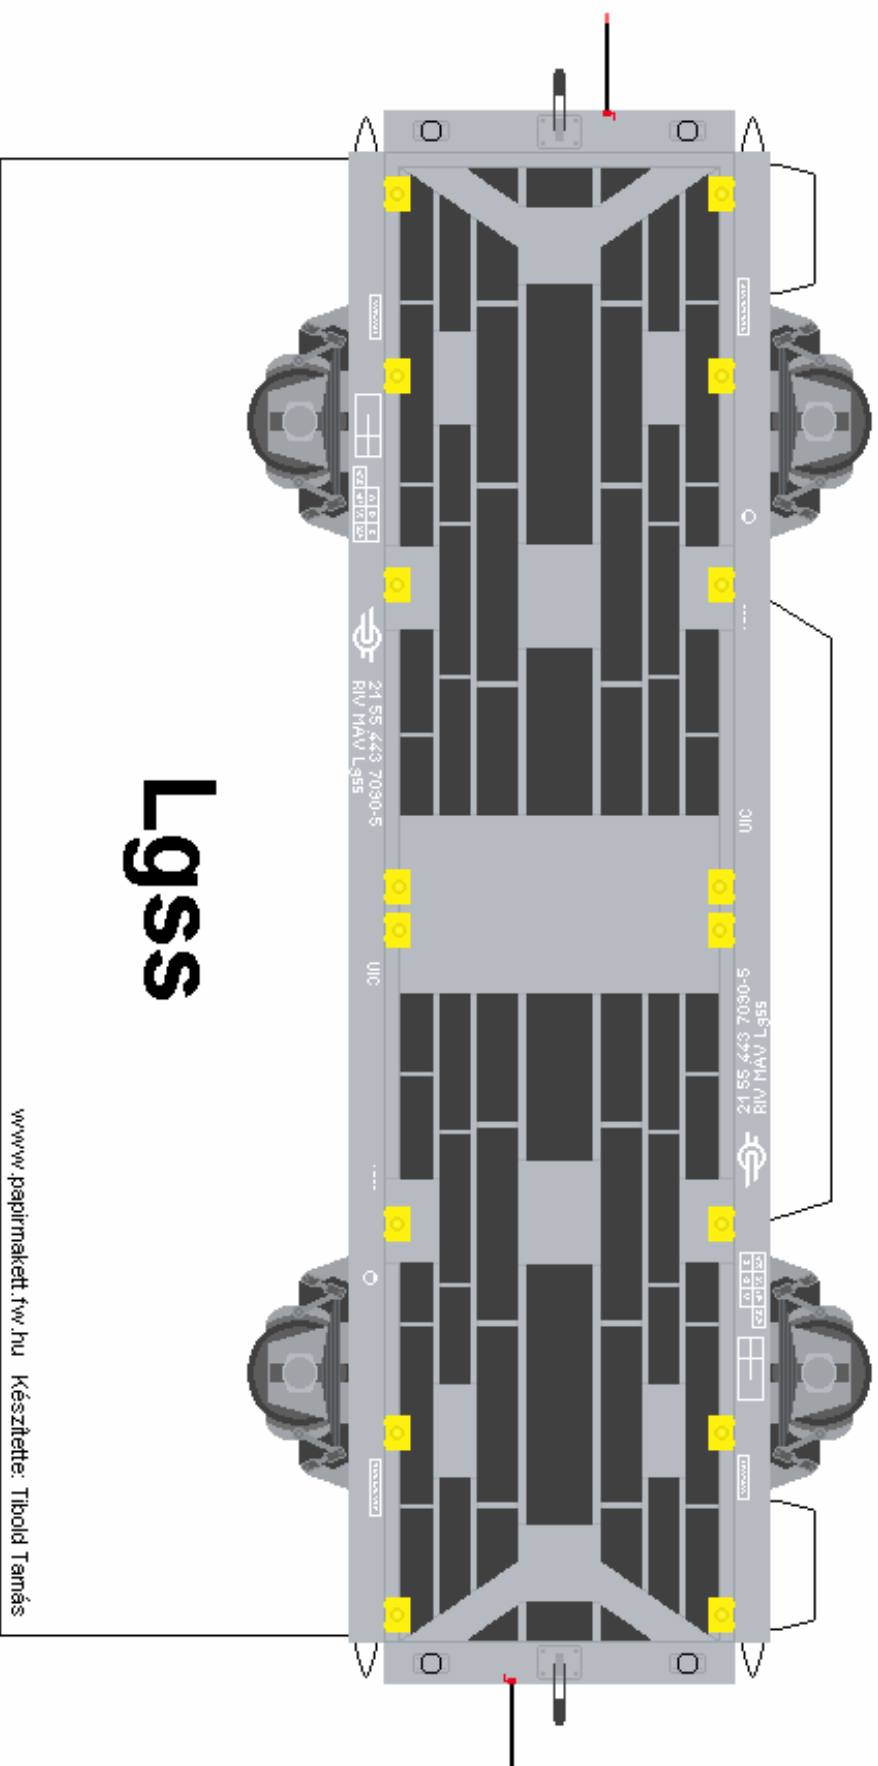 Lgss
www.papirmakett.fw.hu Készítette: Tibold Tamás
21 55 443 7090-5
RIV MÁV Lgss
UIC
UIC
21 55 443 7090-5
RIV MÁV Lgss